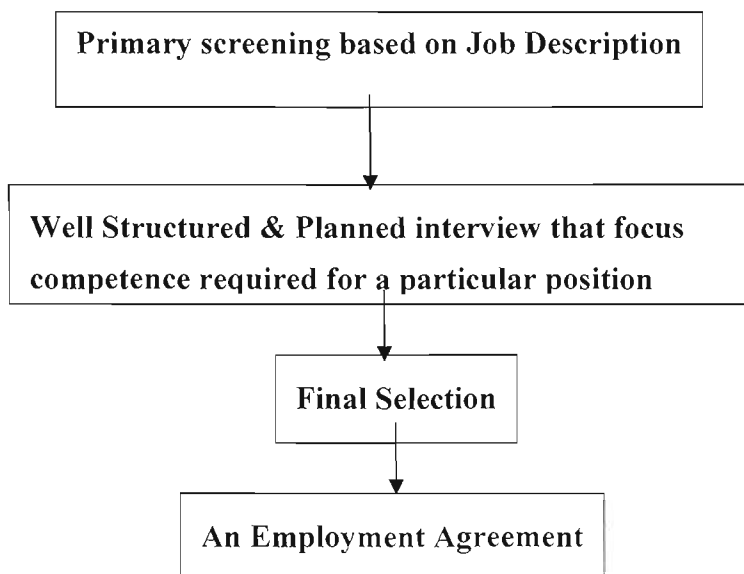 Primary screening based on Job Description
Well Structured & Planned interview that focus
competence required for a particular position
Final Selection
An Employment Agreement